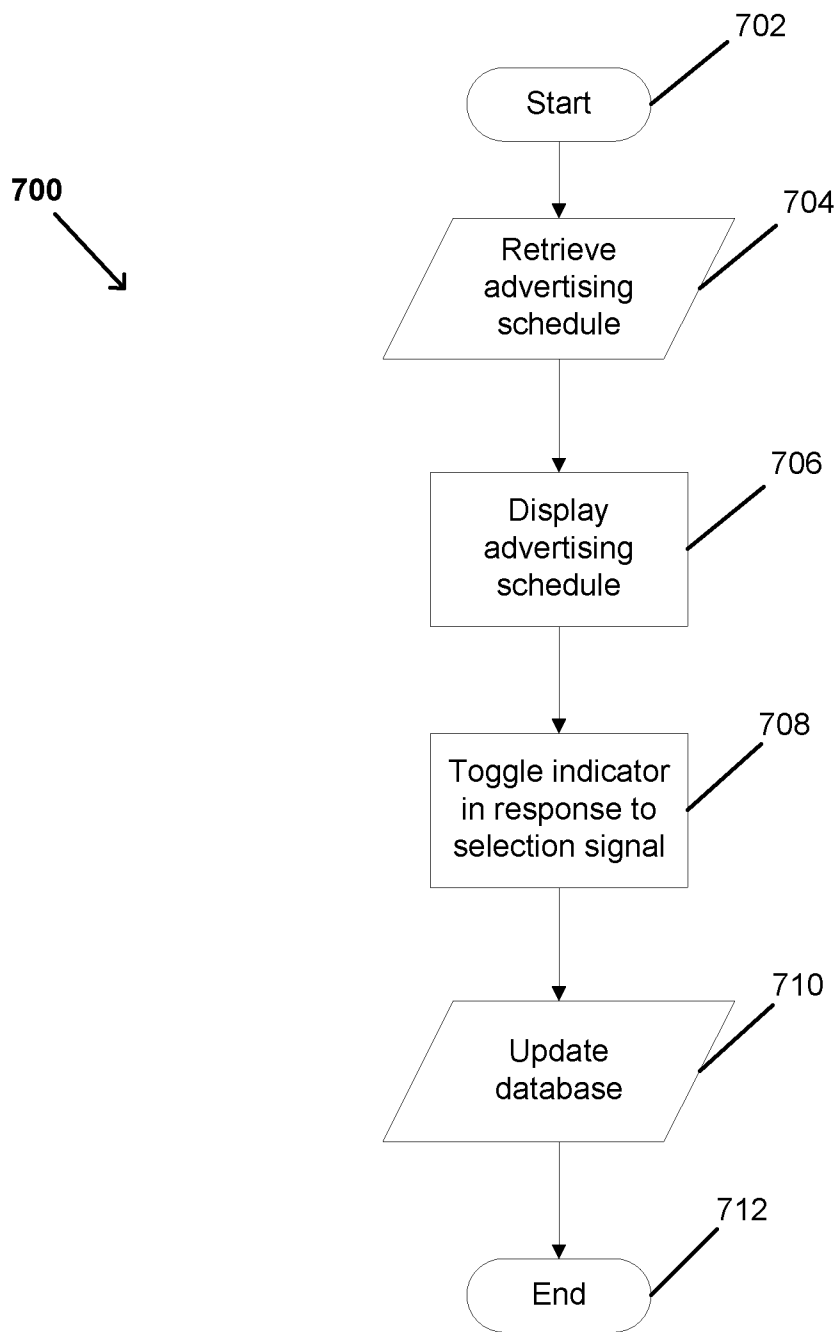 702
Start
700
704
Retrieve
advertising
schedule
706
Display
advertising
schedule
708
Toggle indicator
in response to
selection signal
710
Update
database
712
End